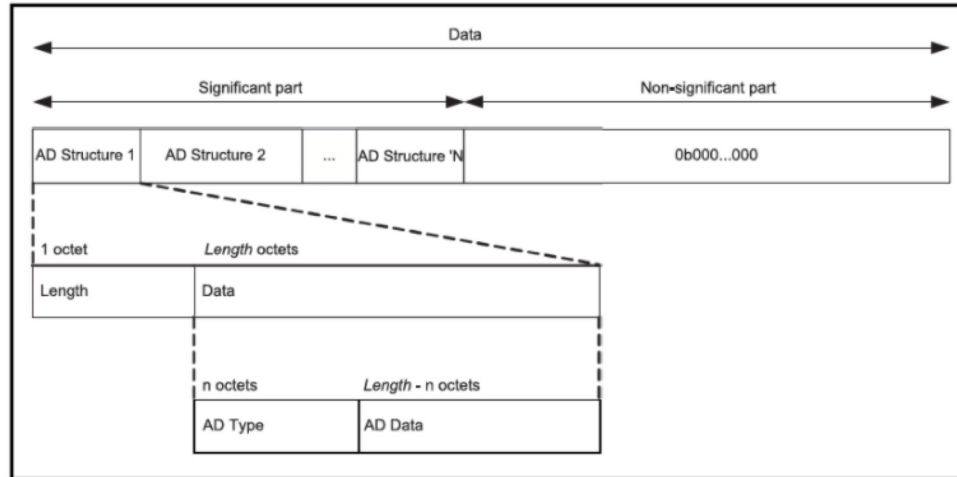 Data
Significant part Non-significant part
AD Structure 1 AD Structure 2 ... AD Structure 'N 0b000...000
1 octet Length octets
Length Data
n octets Length - n octets
AD Type AD Data